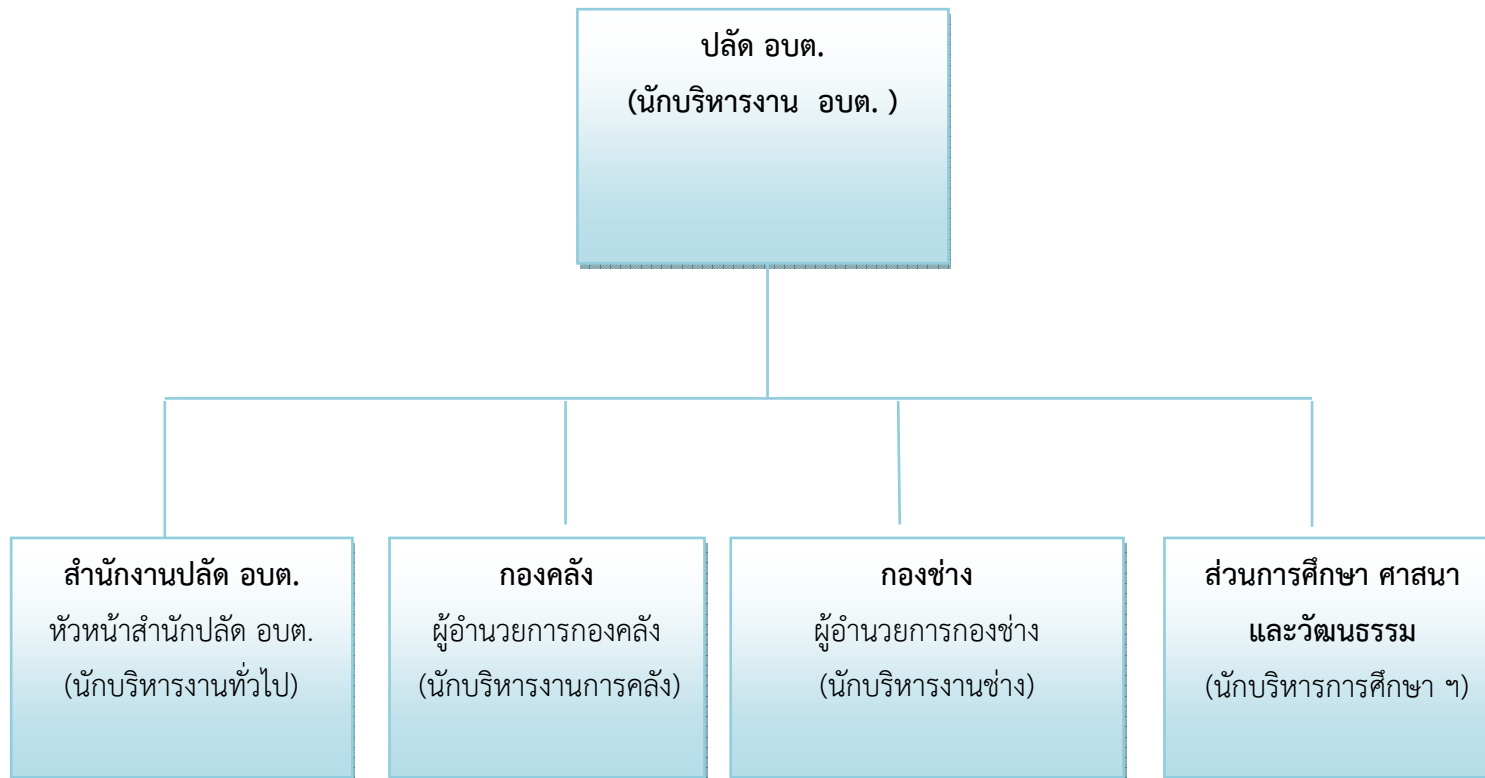 ปลัด อบต.
(นักบริหารงาน อบต. )
สำนักงานปลัด อบต.
หัวหน้าสำนักปลัด อบต.
(นักบริหารงานทั่วไป)
กองคลัง
ผู้อำนวยการกองคลัง
(นักบริหารงานการคลัง)
กองช่าง
ผู้อำนวยการกองช่าง
(นักบริหารงานช่าง)
ส่วนการศึกษา ศาสนา
และวัฒนธรรม
(นักบริหารการศึกษา ฯ)